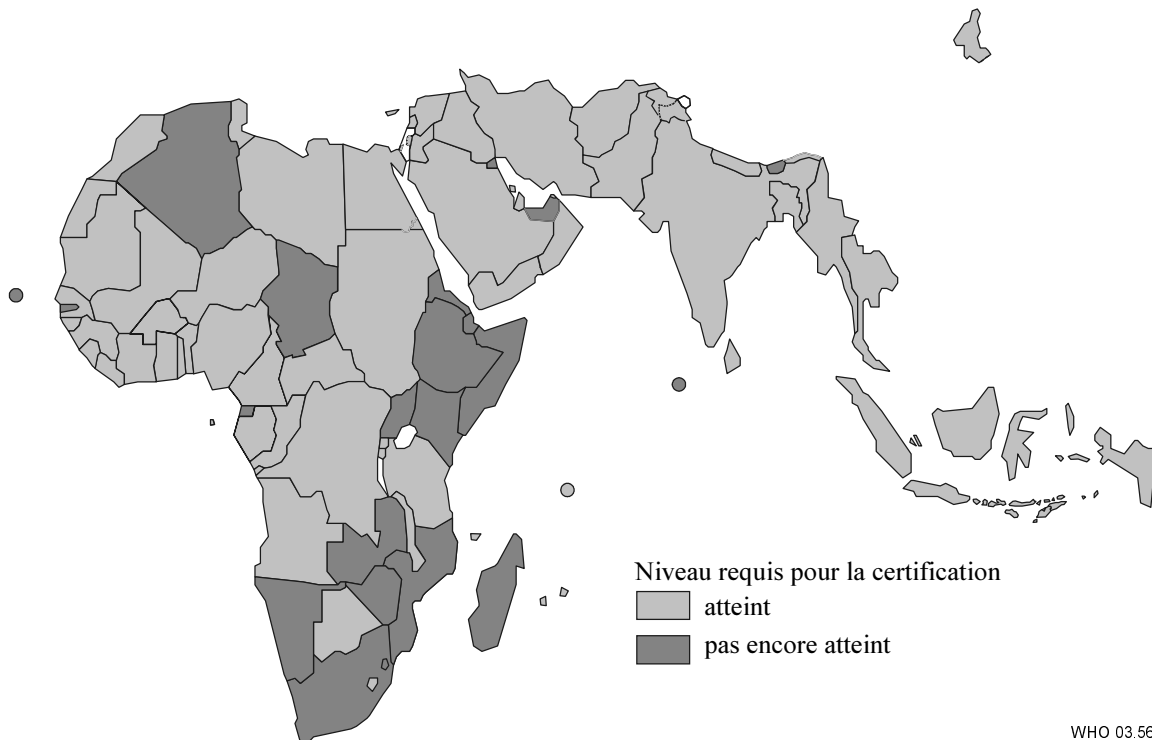 Niveau requis pour la certification
atteint
pas encore atteint
WHO 03.56